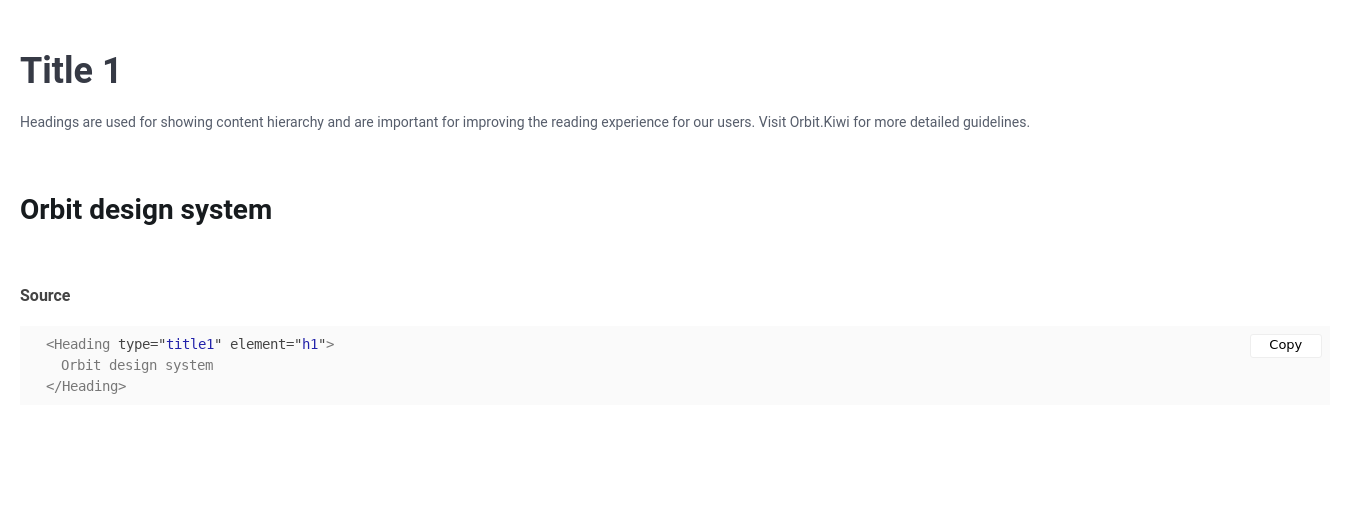 Title 1
Headings are used for showing content hierarchy and are important for improving the reading experience for our users. Visit Orbit.Kiwi for more detailed guidelines.
Orbit design system
Source
<Heading type="title1" element="h1">
Copy
Orbit design system
</Heading>